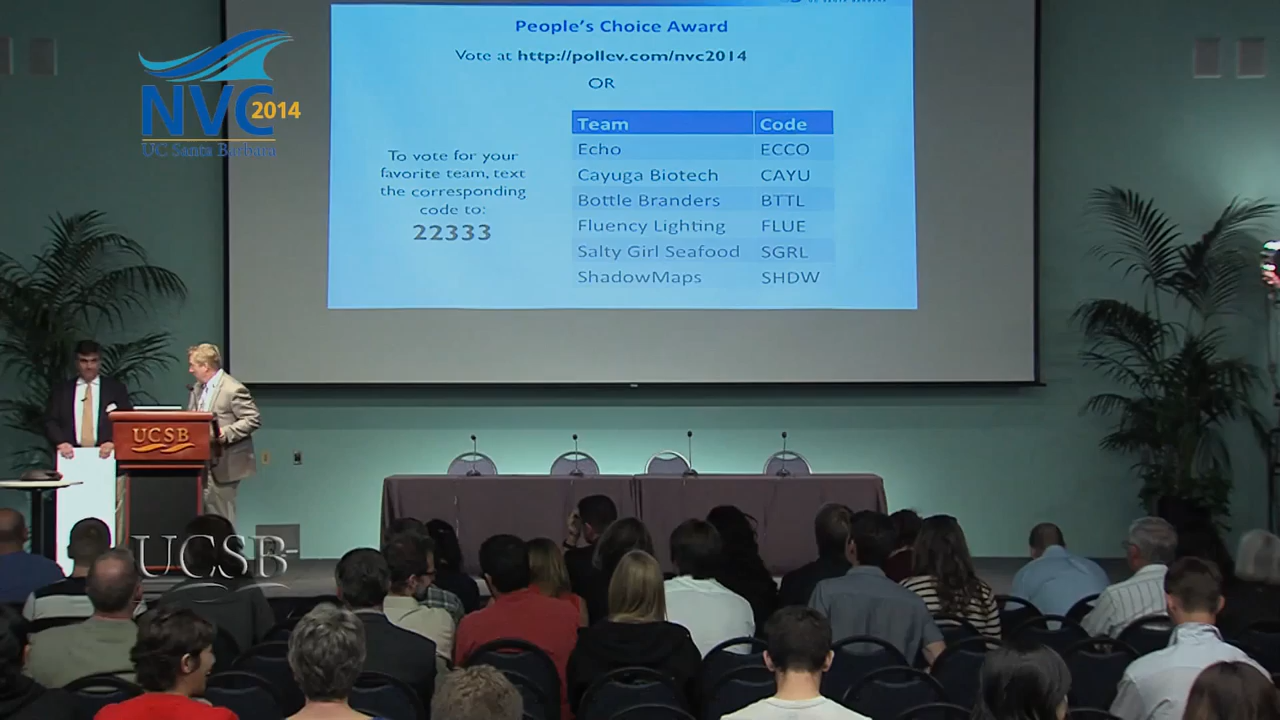 People's Choice Award
Vote at http://pollev.com/nvc2014
OR
NVC 2014
UC Santa Barbara
To vote for your
favorite team, text
the corresponding
code to:
22333
Team Code
Echo ECCO
Cayuga Biotech CAYU
Bottle Branders BTTL
Fluency Lighting FLUE
Salty Girl Seafood SGRL
ShadowMaps SHDW
UCSB
UCSB